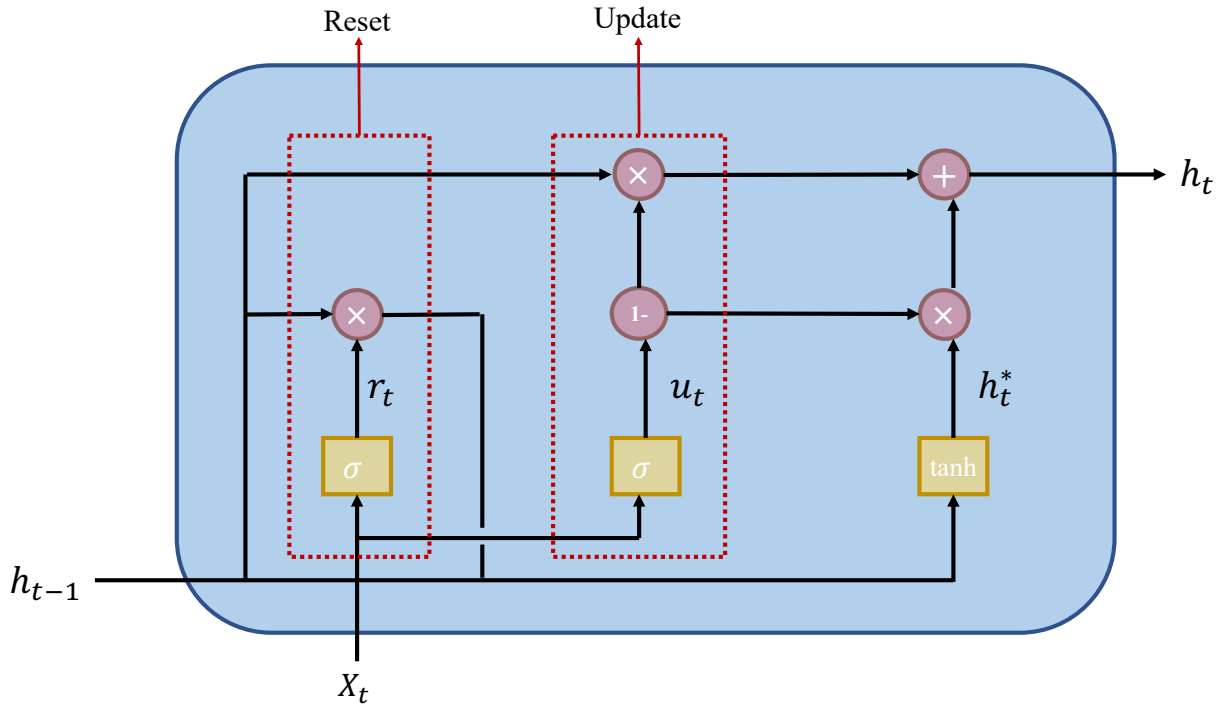 Reset
Update
×
+
h_t
×
1-
×
r_t
u_t
h_t^*
σ
σ
tanh
h_{t−1}
X_t